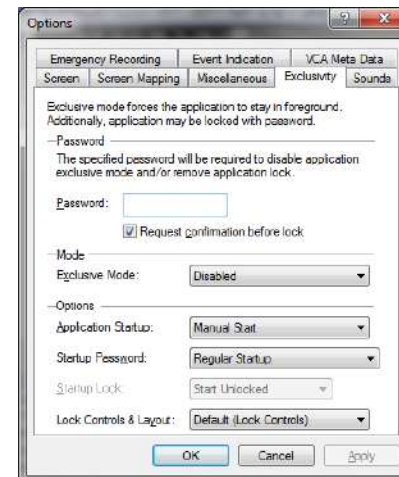 Options
Emergency Recording Event Indication VCA Meta Data
Screen Screen Mapping Miscellaneous Exclusivity Sounds
Exclusive mode forces the application to stay in foreground.
Additionally, application may be locked with password.
Password
The specified password will be required to disable application
exclusive mode and/or remove application lock.
Password:
Request confirmation before lock
Mode
Exclusive Mode: Disabled
Options
Application Startup: Manual Start
Startup Password: Regular Startup
Startup Lock: Start Unlocked
Lock Controls & Layout: Default (Lock Controls)
OK Cancel Apply